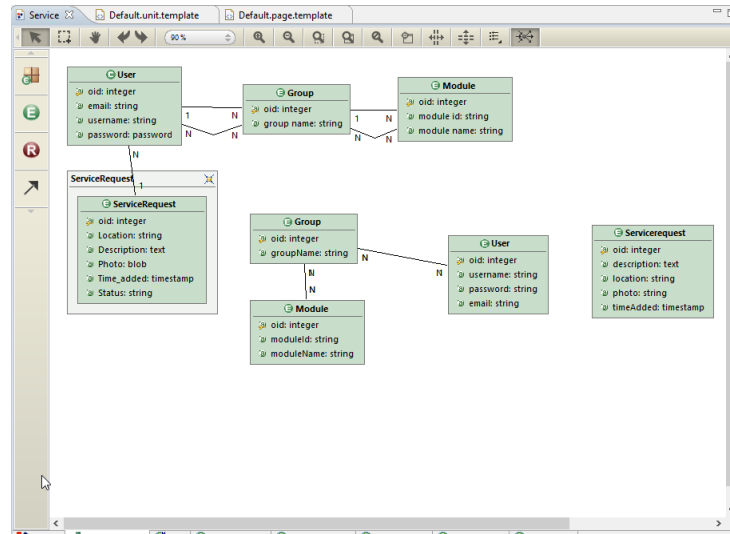 Service
Default.unit.template
Default.page.template
90 %
User
oid: integer
email: string
username: string
password: password
Group
oid: integer
group name: string
Module
oid: integer
module id: string
module name: string
1
N
N
N
1
N
N
N
N
1
ServiceRequest
ServiceRequest
oid: integer
Location: string
Description: text
Photo: blob
Time_added: timestamp
Status: string
Group
oid: integer
groupName: string
N
N
N
N
Module
oid: integer
moduleId: string
moduleName: string
User
oid: integer
username: string
password: string
email: string
Servicerequest
oid: integer
description: text
location: string
photo: string
timeAdded: timestamp
E
R